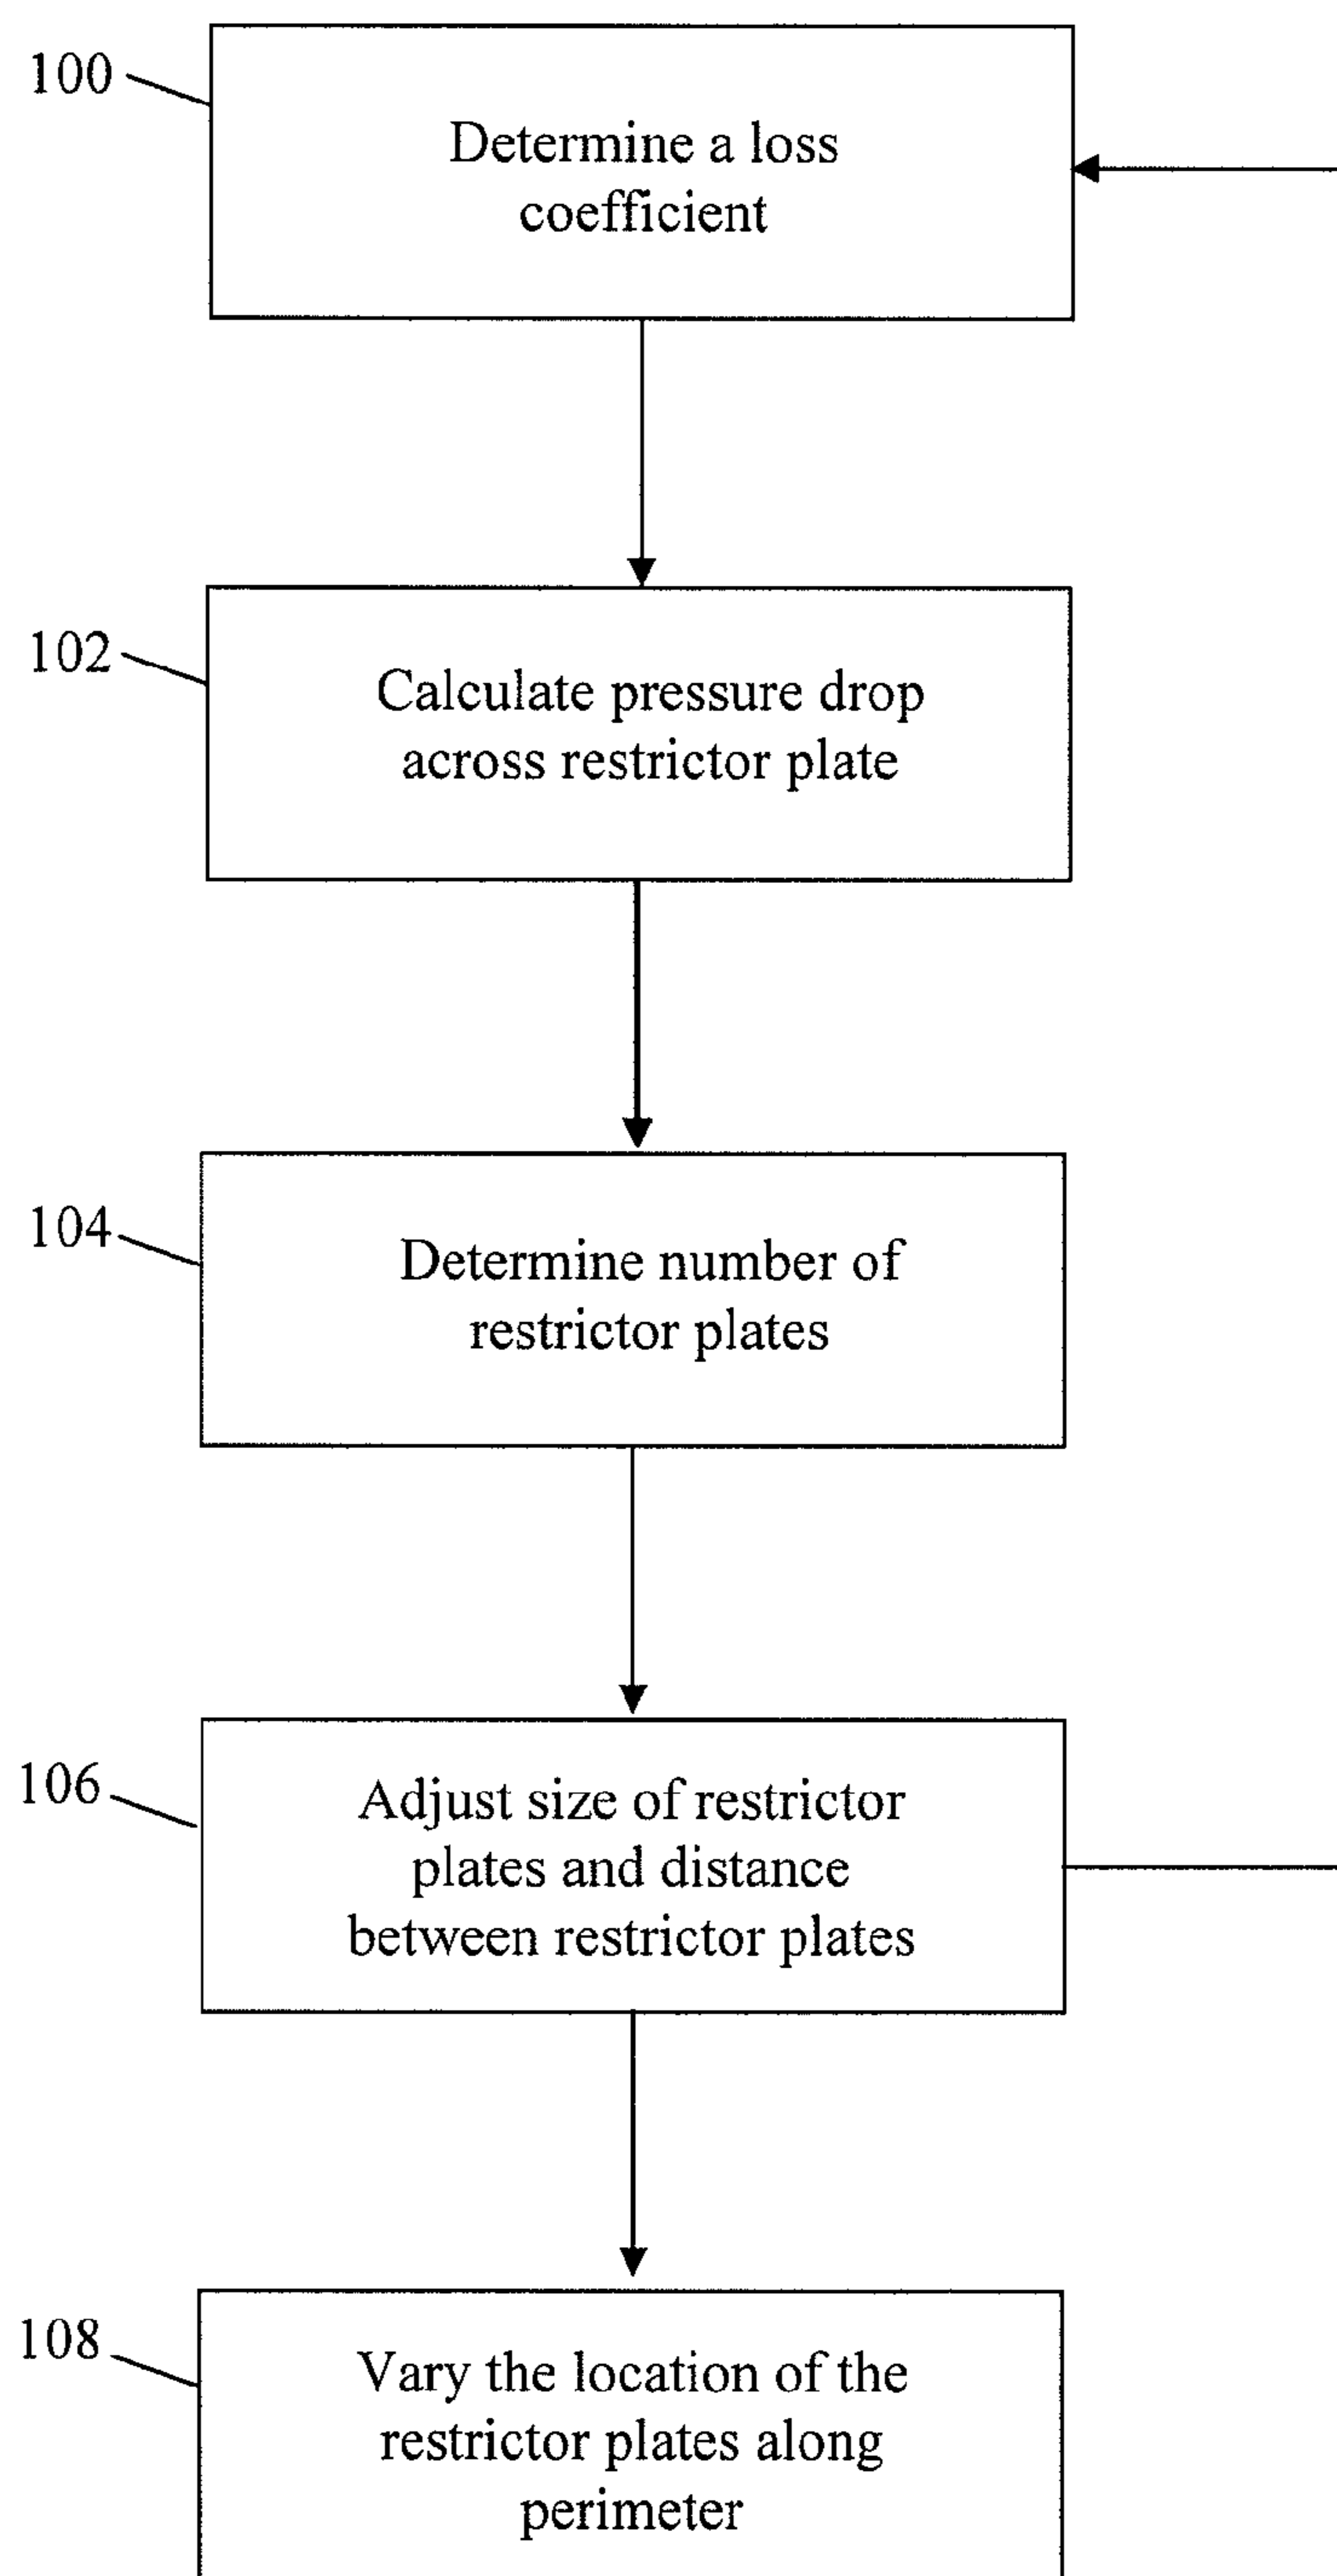 100
Determine a loss
coefficient
102
Calculate pressure drop
across restrictor plate
104
Determine number of
restrictor plates
106
Adjust size of restrictor
plates and distance
between restrictor plates
108
Vary the location of the
restrictor plates along
perimeter